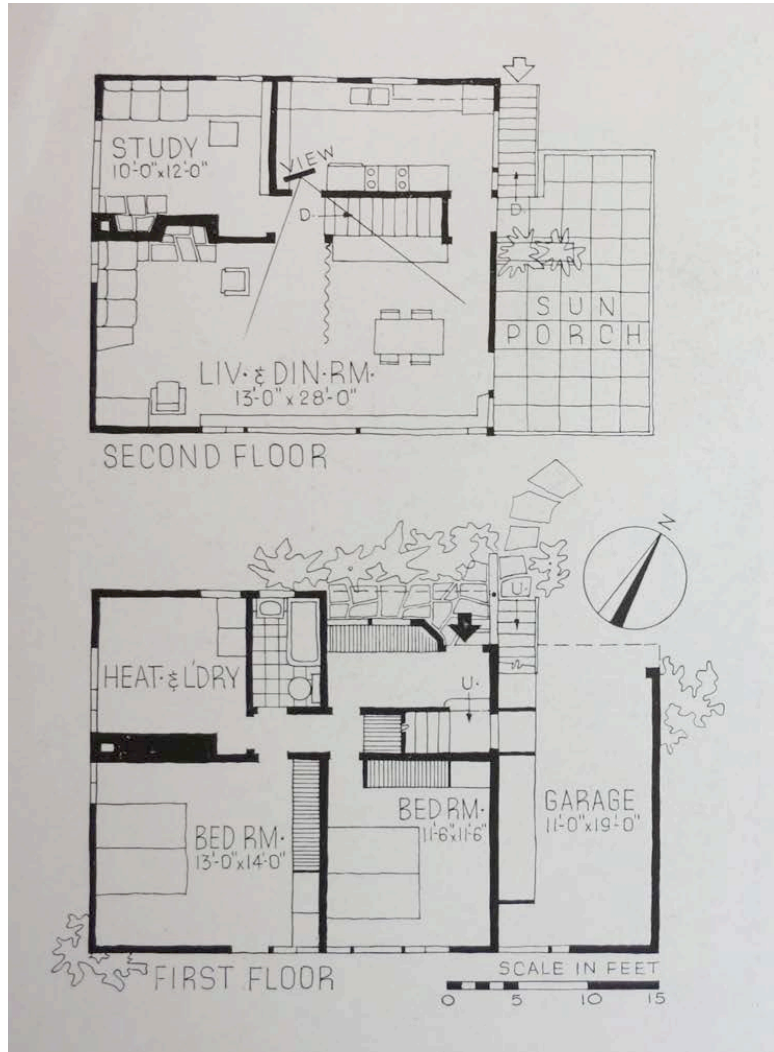 STUDY
10'-0"x12'-0"
VIEW
D
D
SUN
PORCH
LIV. & DIN. RM.
13'-0" x 28'-0"
SECOND FLOOR
N
U.
HEAT. & L'DRY
U.
BED RM.
13'-0"x14'-0"
BED RM.
11'-6"x11'-6"
GARAGE
11'-0"x19'-0"
FIRST FLOOR
SCALE IN FEET
0 5 10 15